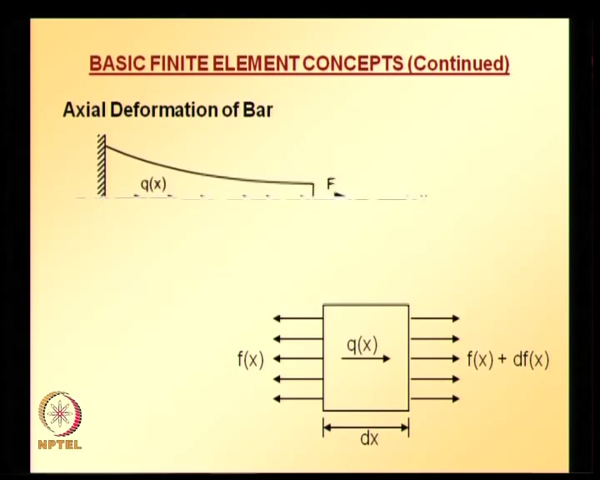 BASIC FINITE ELEMENT CONCEPTS (Continued)
Axial Deformation of Bar
q(x) F
q(x)
f(x) f(x) + df(x)
dx
NPTEL